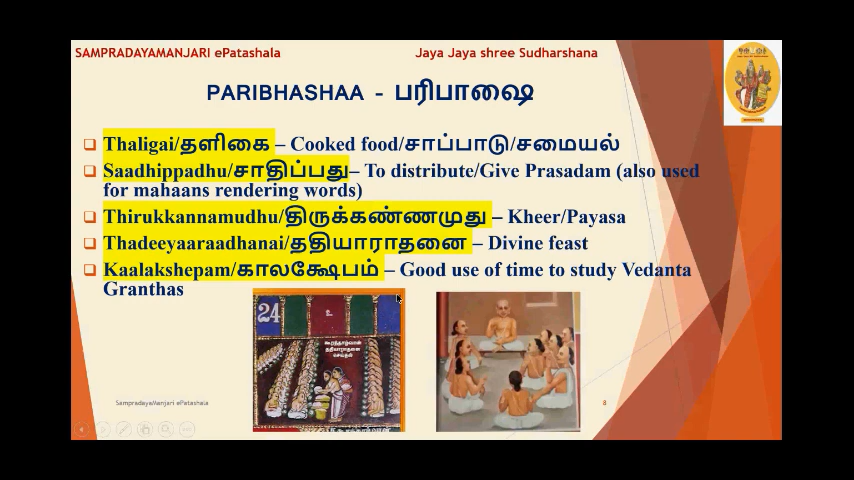 SAMPRADAYAMANJARI ePatashala
Jaya Jaya shree Sudharshana
PARIBHASHAA - பரிபாஷை
Thaligai/தளிகை – Cooked food/சாப்பாடு/சமையல்
Saadhippadhu/சாதிப்பது– To distribute/Give Prasadam (also used
for mahaans rendering words)
Thirukkannamudhu/திருக்கண்ணமுது – Kheer/Payasa
Thadeeyaaraadhanai/ததியாராதனை – Divine feast
Kaalakshepam/காலக்ஷேபம் – Good use of time to study Vedanta
Granthas
24
SampradayaManjari ePatashala
8